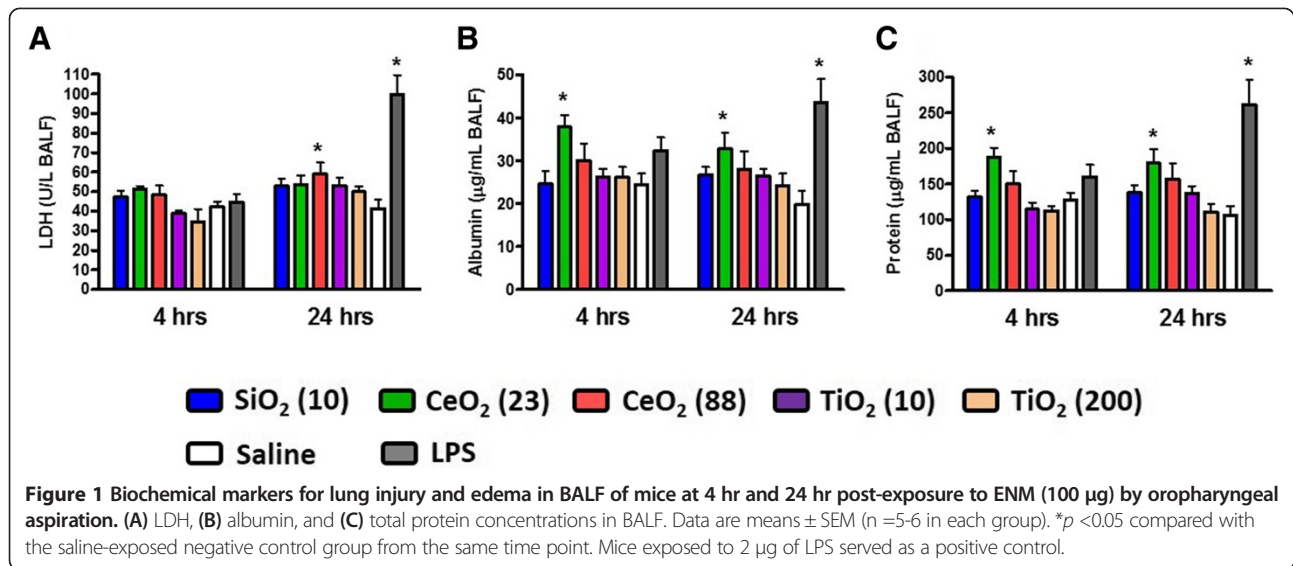 A
B
C
LDH (U/L BALF)
110
100
90
80
70
60
50
40
30
20
10
0
*
*
4 hrs
24 hrs
Albumin (µg/mL BALF)
50
40
30
20
10
0
*
*
*
4 hrs
24 hrs
Protein (µg/mL BALF)
300
250
200
150
100
50
0
*
*
*
4 hrs
24 hrs
SiO₂ (10) CeO₂ (23) CeO₂ (88) TiO₂ (10) TiO₂ (200)
Saline LPS
Figure 1 Biochemical markers for lung injury and edema in BALF of mice at 4 hr and 24 hr post-exposure to ENM (100 µg) by oropharyngeal
aspiration. (A) LDH, (B) albumin, and (C) total protein concentrations in BALF. Data are means ± SEM (n =5-6 in each group). *p <0.05 compared with
the saline-exposed negative control group from the same time point. Mice exposed to 2 µg of LPS served as a positive control.